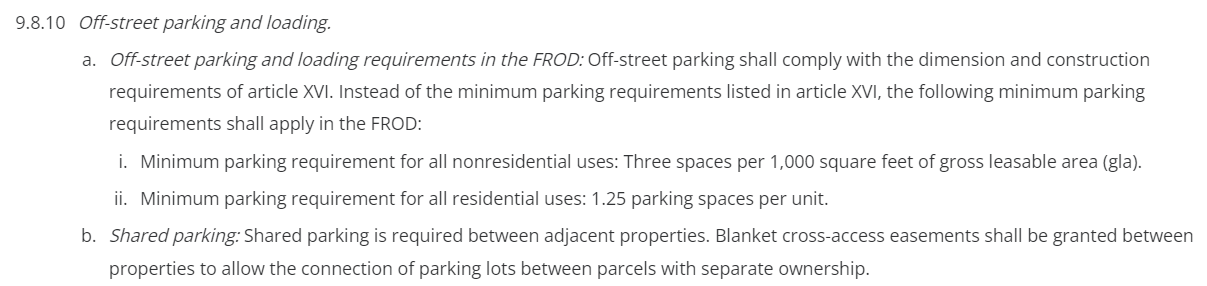 9.8.10 Off-street parking and loading.
a. Off-street parking and loading requirements in the FROD: Off-street parking shall comply with the dimension and construction
requirements of article XVI. Instead of the minimum parking requirements listed in article XVI, the following minimum parking
requirements shall apply in the FROD:
i. Minimum parking requirement for all nonresidential uses: Three spaces per 1,000 square feet of gross leasable area (gla).
ii. Minimum parking requirement for all residential uses: 1.25 parking spaces per unit.
b. Shared parking: Shared parking is required between adjacent properties. Blanket cross-access easements shall be granted between
properties to allow the connection of parking lots between parcels with separate ownership.